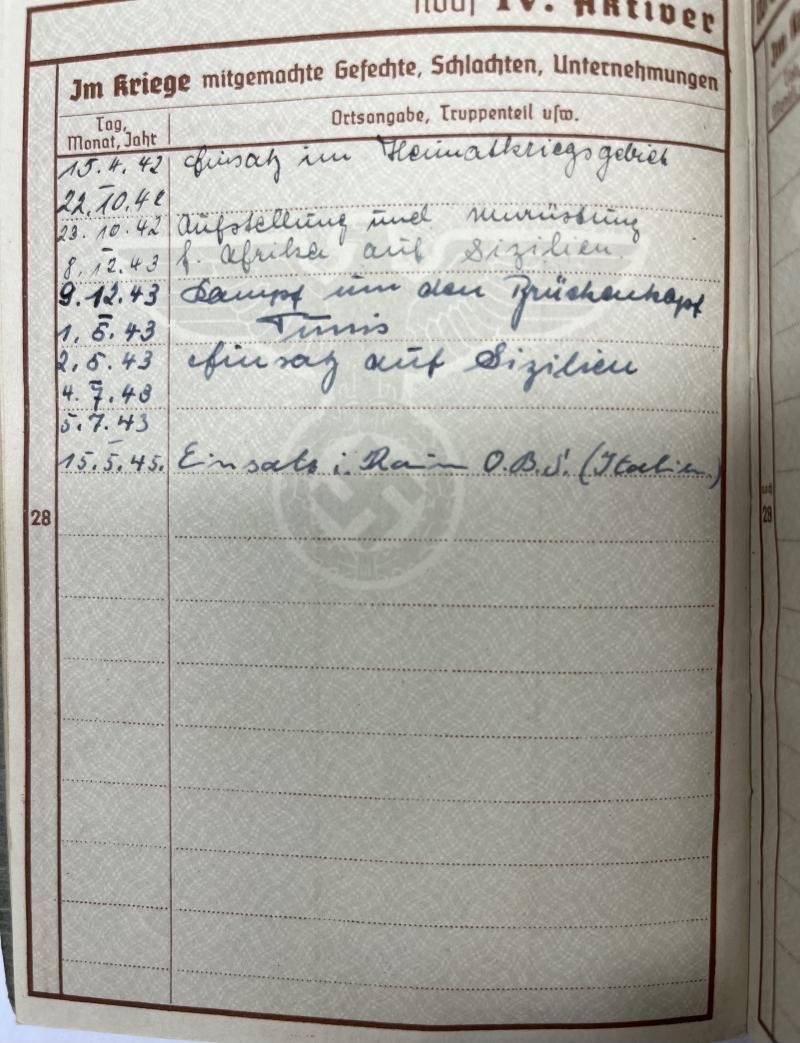 noch IV. Aktiver
Im Kriege mitgemachte Gefechte, Schlachten, Unternehmungen
Tag, Monat, Jahr
Ortsangabe, Truppenteil usw.
15. 4. 42 Einsatz im Heimatkriegsgebiet
22. 10. 42
23. 10. 42 Aufstellung und Umrüstung
8. 12. 43 f. Afrika auf Sizilien.
9. 12. 43 Kampf um den Brückenkopf
1. 5. 43 Tunis
2. 5. 43 Einsatz auf Sizilien
4. 7. 43
5. 7. 43
15. 5. 45. Einsatz i. Raum O.B.S. (Italien)
28
28